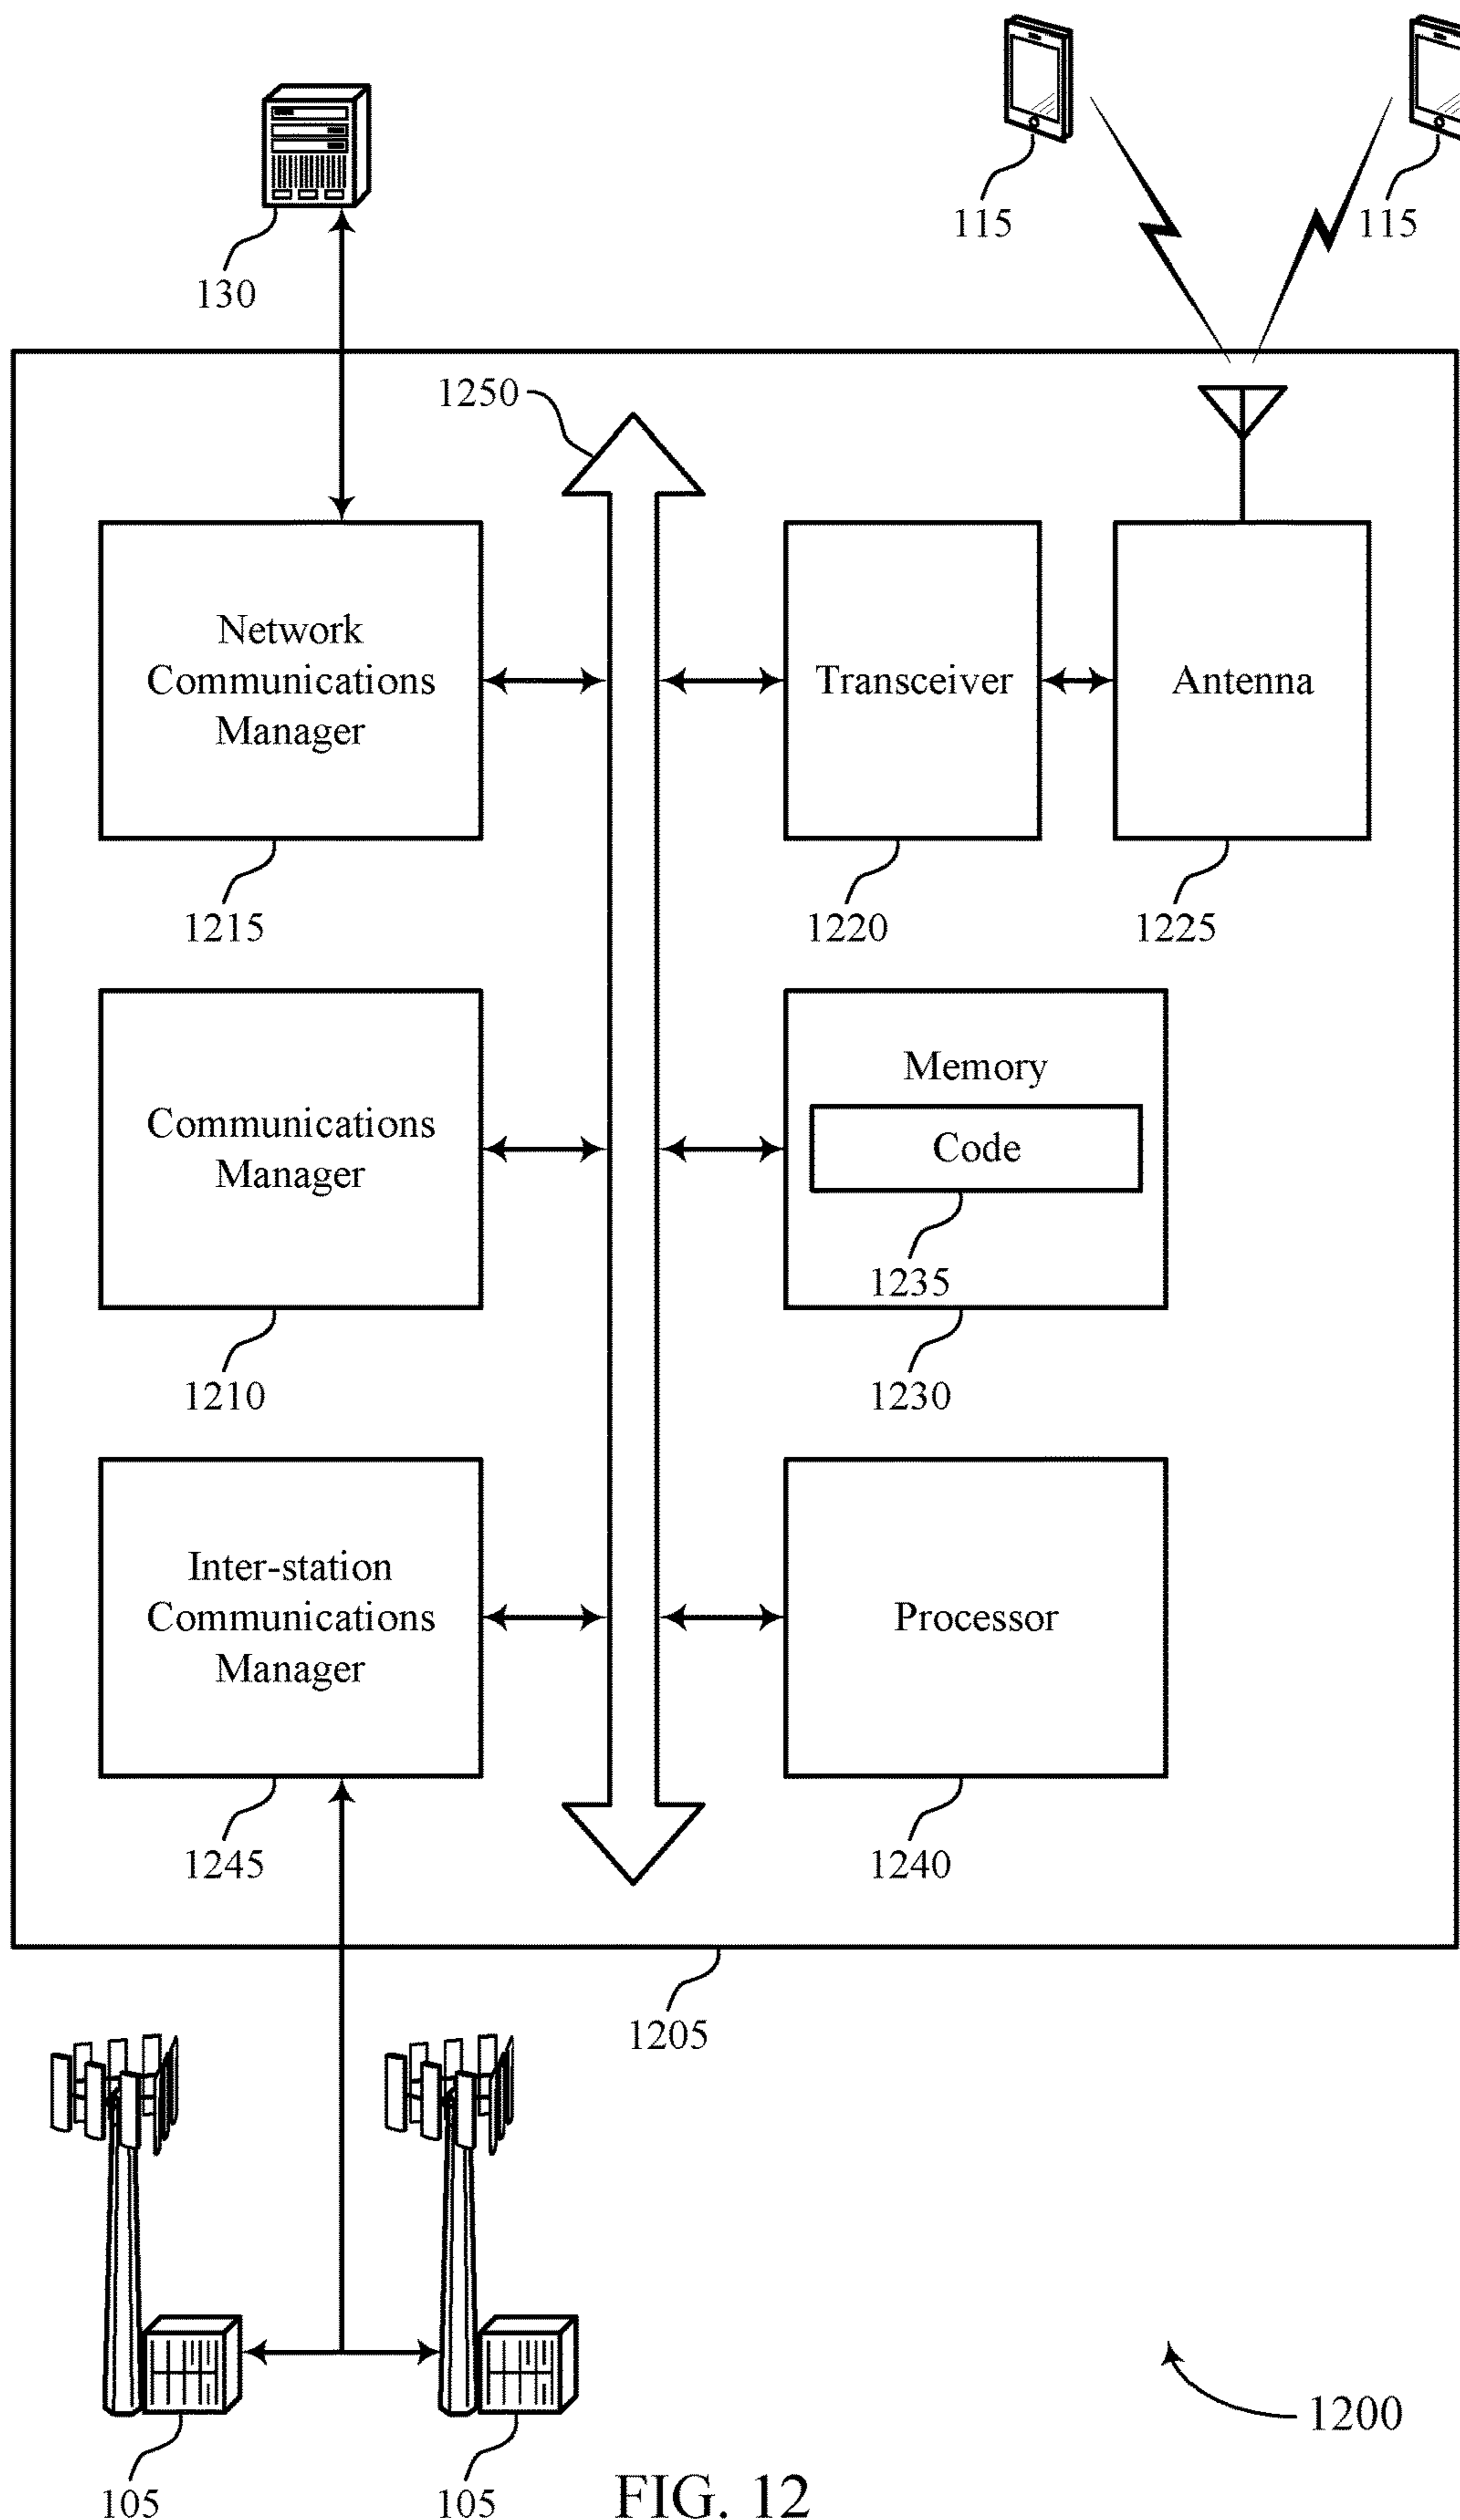 130
115
115
1250
Network
Communications
Manager
Transceiver
Antenna
1215
1220
1225
Communications
Manager
Memory
Code
1235
1210
1230
Inter-station
Communications
Manager
Processor
1245
1240
1205
105
105
1200
FIG. 12